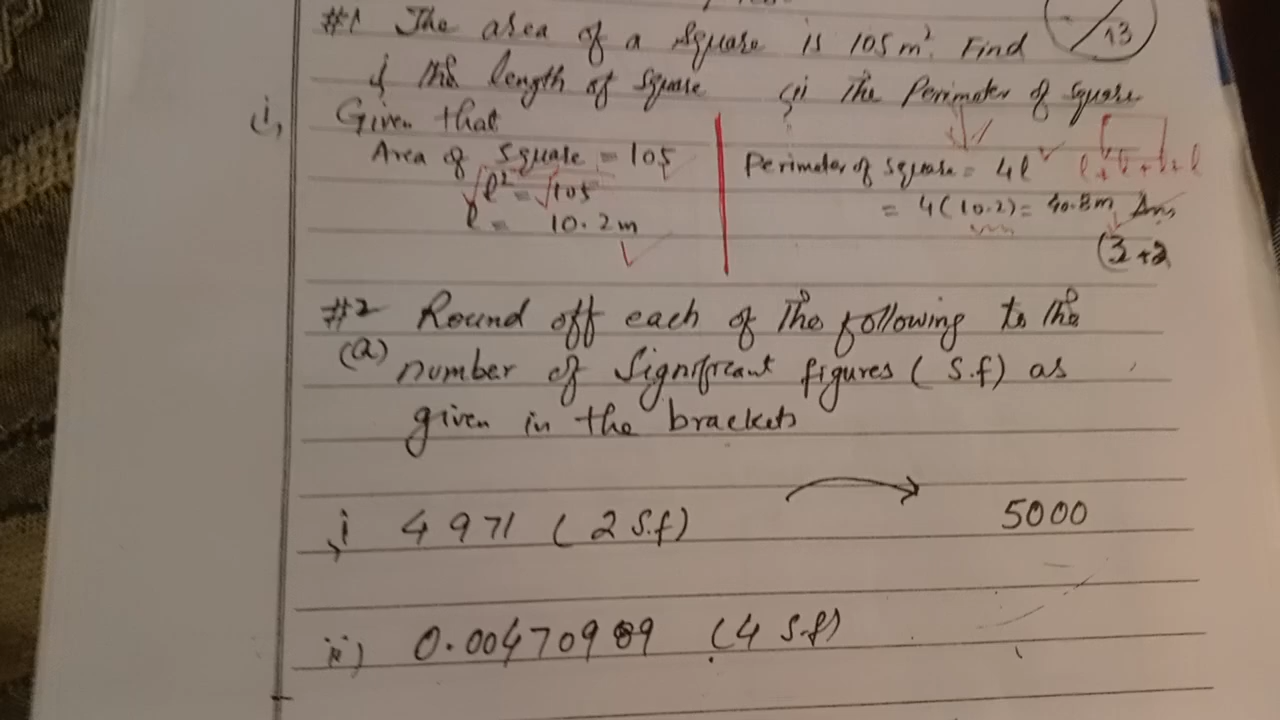 13
#1 The area of a square is 105 m². Find
i, the length of square (ii The Perimeter of square
i, Given that
Area of square = 105
√l² = √105
l = 10.2m
Perimeter of square = 4l
l + l + l + l
= 4(10.2) = 40.8m Ans
(3+2
#2 Round off each of The following to the
(a) number of significant figures (S.f) as
given in the brackets
i, 4971 (2 S.f) → 5000
ii) 0.00470989 (4 S.f)